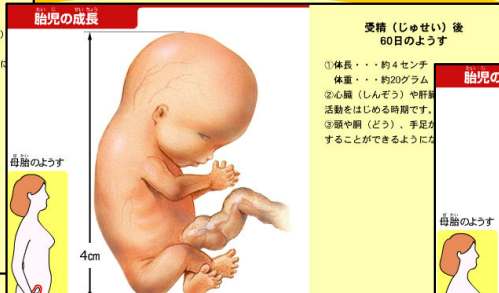 胎児の成長
受精（じゅせい）後
60日のようす
①体長・・・約４センチ
体重・・・約20グラム
②心臓（しんぞう）や肝臓
活動をはじめる時期です。
③頭や胴（どう）、手足が
することができるようにな
母胎のようす
4㎝
胎児の
母胎のようす